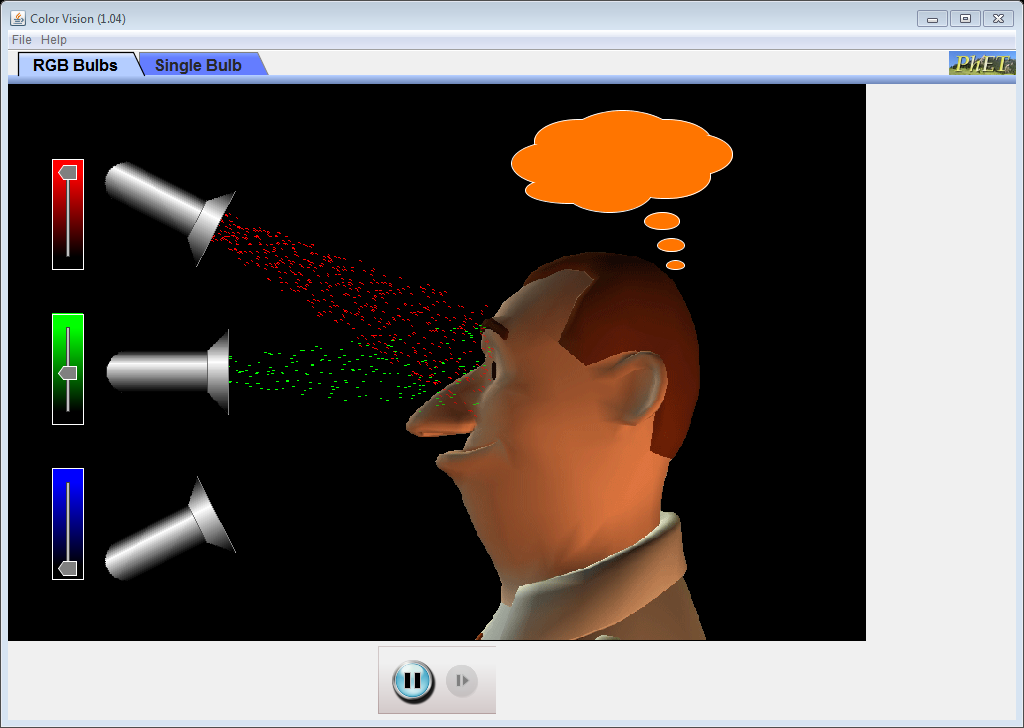 Color Vision (1.04)
File Help
RGB Bulbs Single Bulb
PhET